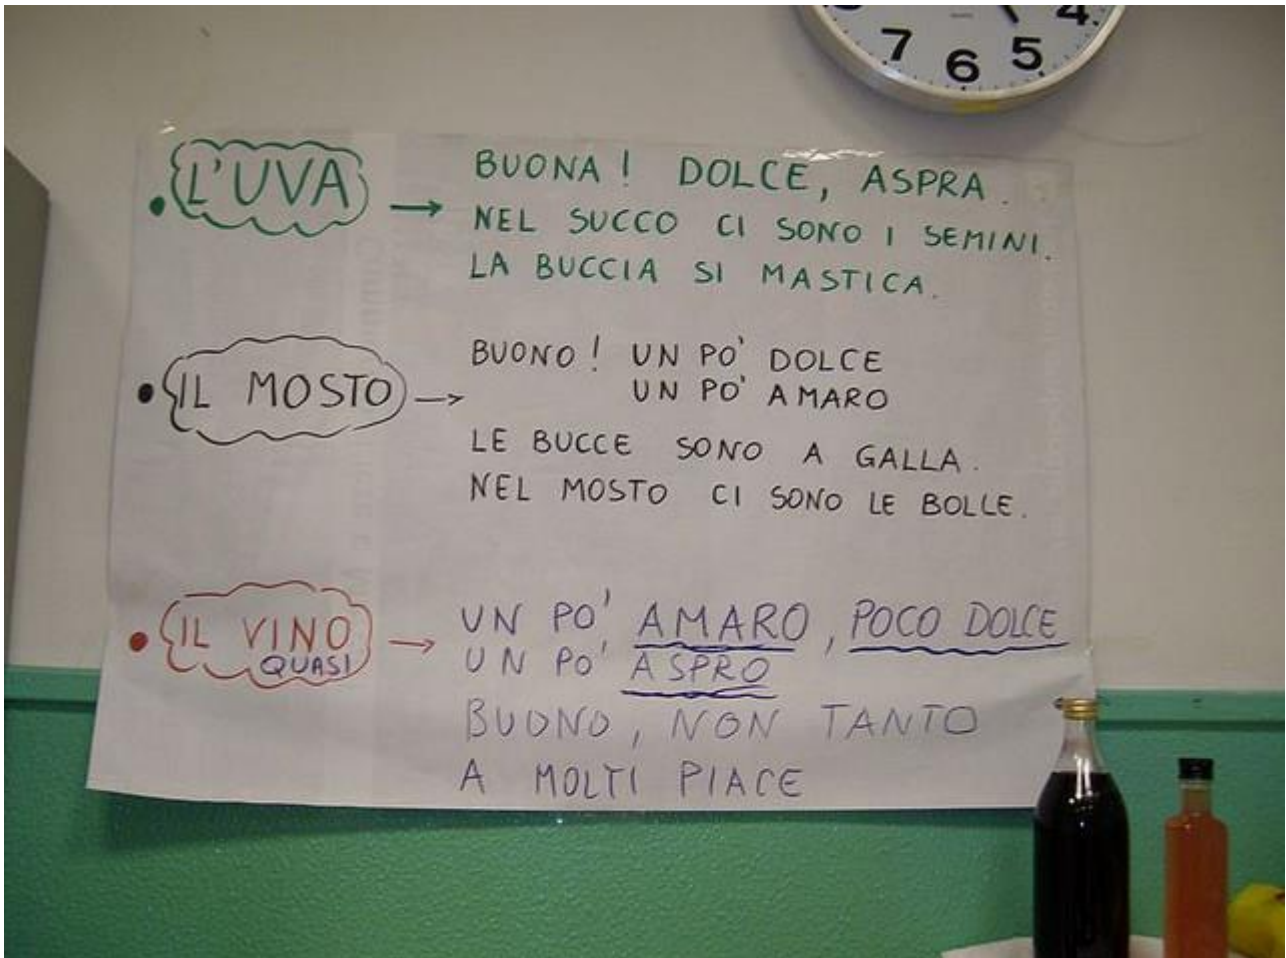 4
7 6 5
L'UVA → BUONA! DOLCE, ASPRA.
NEL SUCCO CI SONO I SEMINI.
LA BUCCIA SI MASTICA.
IL MOSTO → BUONO! UN PO' DOLCE
UN PO' AMARO
LE BUCCE SONO A GALLA.
NEL MOSTO CI SONO LE BOLLE.
IL VINO → UN PO' AMARO, POCO DOLCE
QUASI UN PO' ASPRO
BUONO, NON TANTO
A MOLTI PIACE